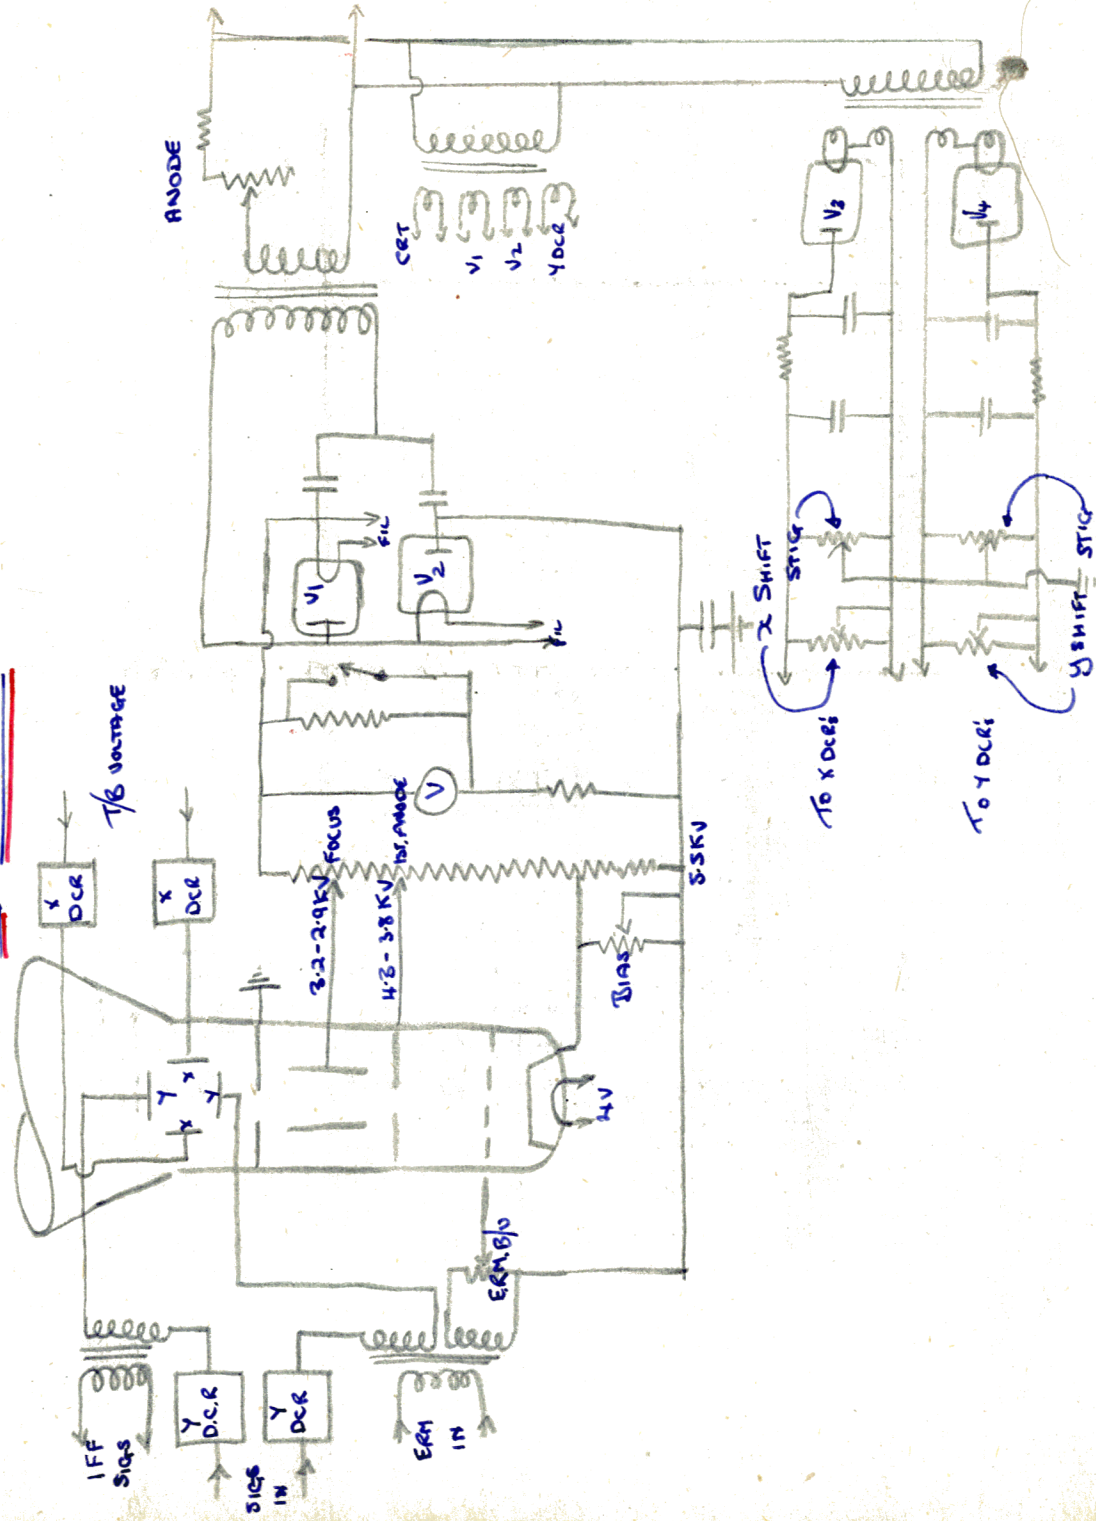 ANODE
CRT
V1
V2
Y DCR
V3
V4
FIL
V1
V2
FIL
STIG
X SHIFT
STIG
Y SHIFT
TO X DCR's
TO Y DCR's
T/B VOLTAGE
X
DCR
X
DCR
FOCUS
1ST. ANODE
V
3.2-2.9KV
4.3-3.8KV
5.5KV
BIAS
X
Y
Y
X
4V
ERM. B/U
IFF
SIGS
Y
D.C.R
Y
DCR
SIGS
IN
ERM
IN